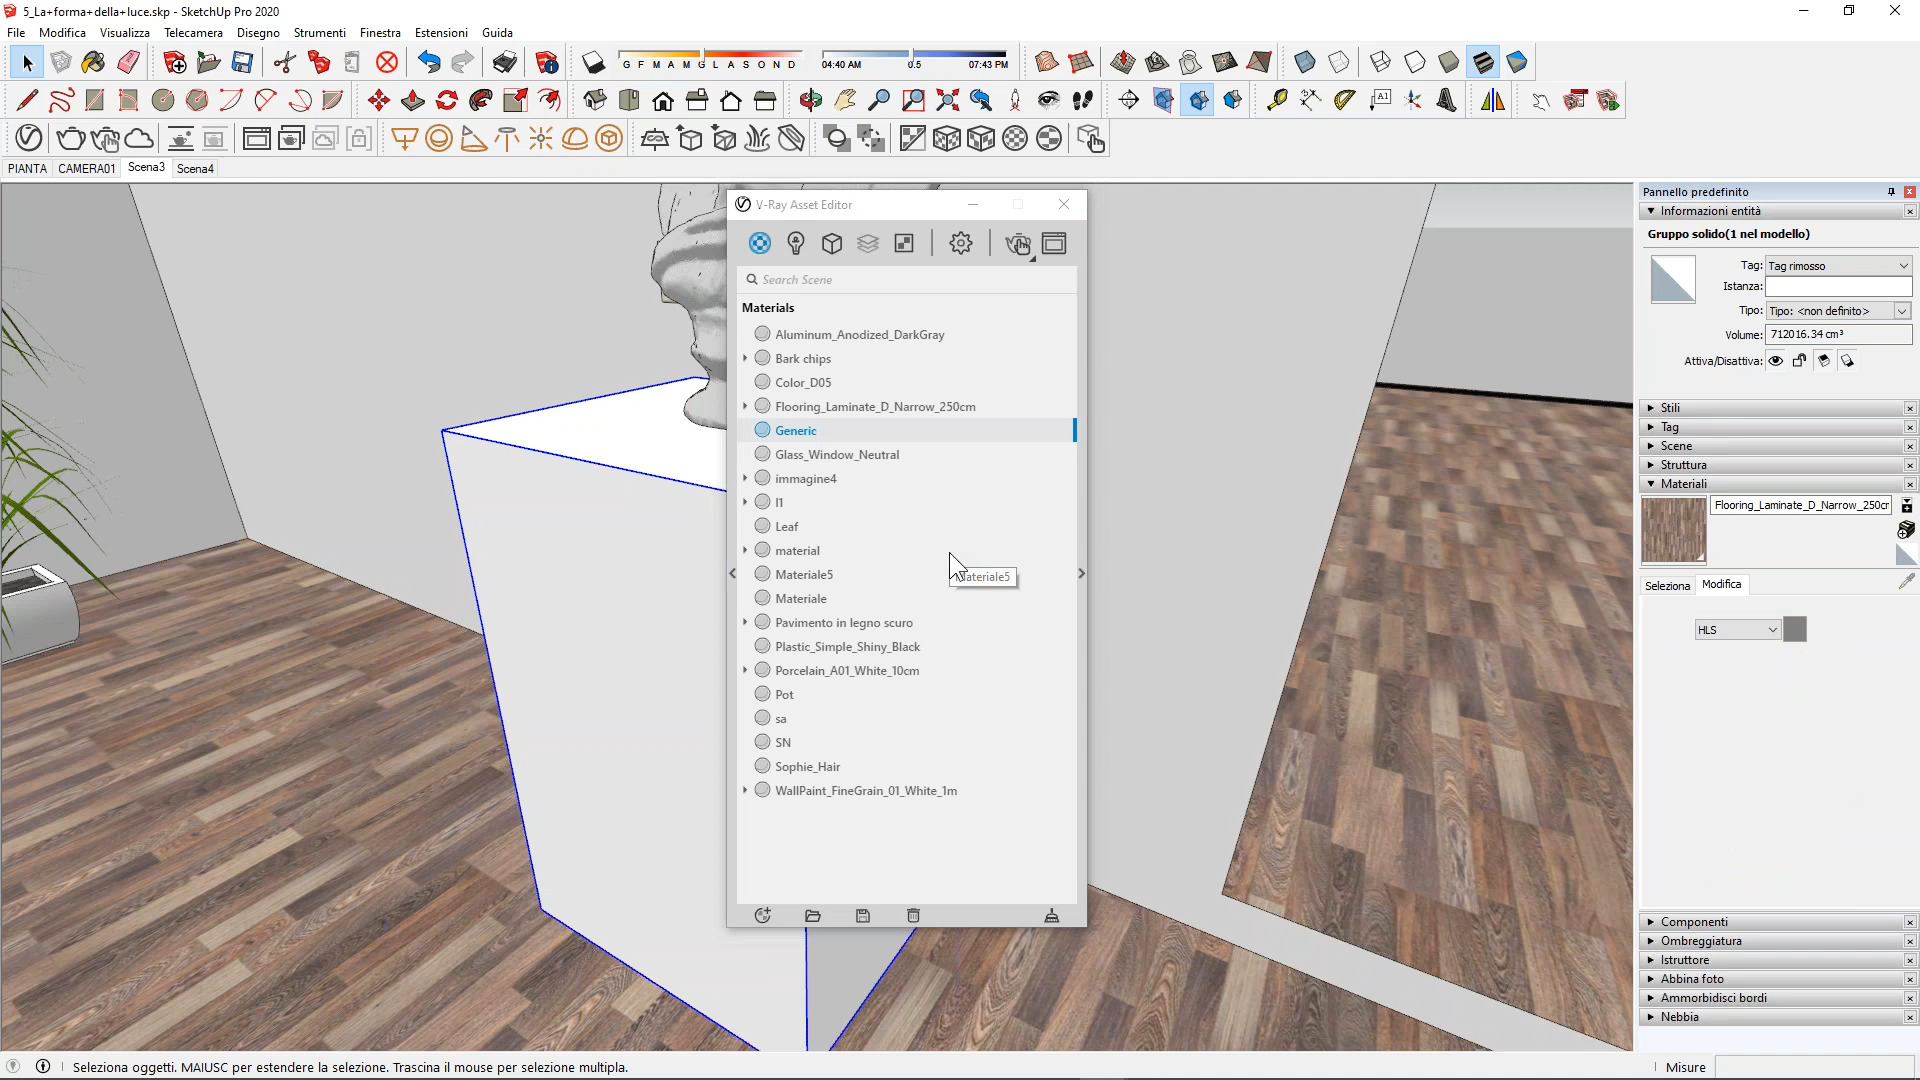 5_La+forma+della+luce.skp - SketchUp Pro 2020
File Modifica Visualizza Telecamera Disegno Strumenti Finestra Estensioni Guida
G F M A M G L A S O N D 04:40 AM 0.5 07:43 PM
PIANTA CAMERA01 Scena3 Scena4
V-Ray Asset Editor
Search Scene
Materials
Aluminum_Anodized_DarkGray
Bark chips
Color_D05
Flooring_Laminate_D_Narrow_250cm
Generic
Glass_Window_Neutral
immagine4
l1
Leaf
material
Materiale5
Materiale5
Materiale
Pavimento in legno scuro
Plastic_Simple_Shiny_Black
Porcelain_A01_White_10cm
Pot
sa
SN
Sophie_Hair
WallPaint_FineGrain_01_White_1m
Pannello predefinito
Informazioni entità
Gruppo solido(1 nel modello)
Tag: Tag rimosso
Istanza:
Tipo: Tipo: <non definito>
Volume: 712016.34 cm³
Attiva/Disattiva:
Stili
Tag
Scene
Struttura
Materiali
Flooring_Laminate_D_Narrow_250cr
Seleziona Modifica
HLS
Componenti
Ombreggiatura
Istruttore
Abbina foto
Ammorbidisci bordi
Nebbia
Seleziona oggetti. MAIUSC per estendere la selezione. Trascina il mouse per selezione multipla.
Misure